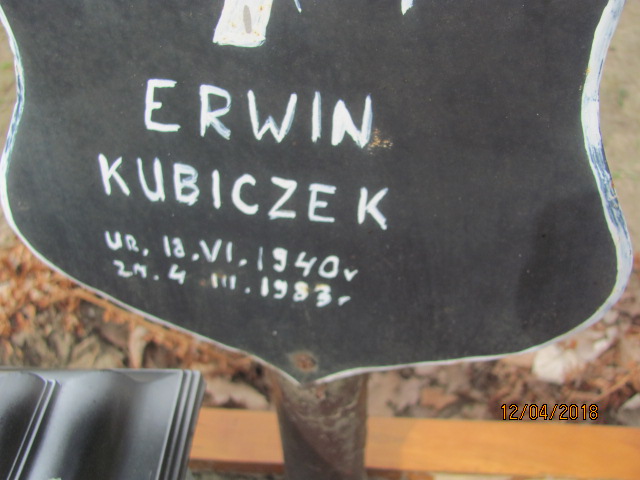 ERWIN
KUBICZEK
UR. 18.VI.1940r
ZM. 4 III.1983r.
12/04/2018